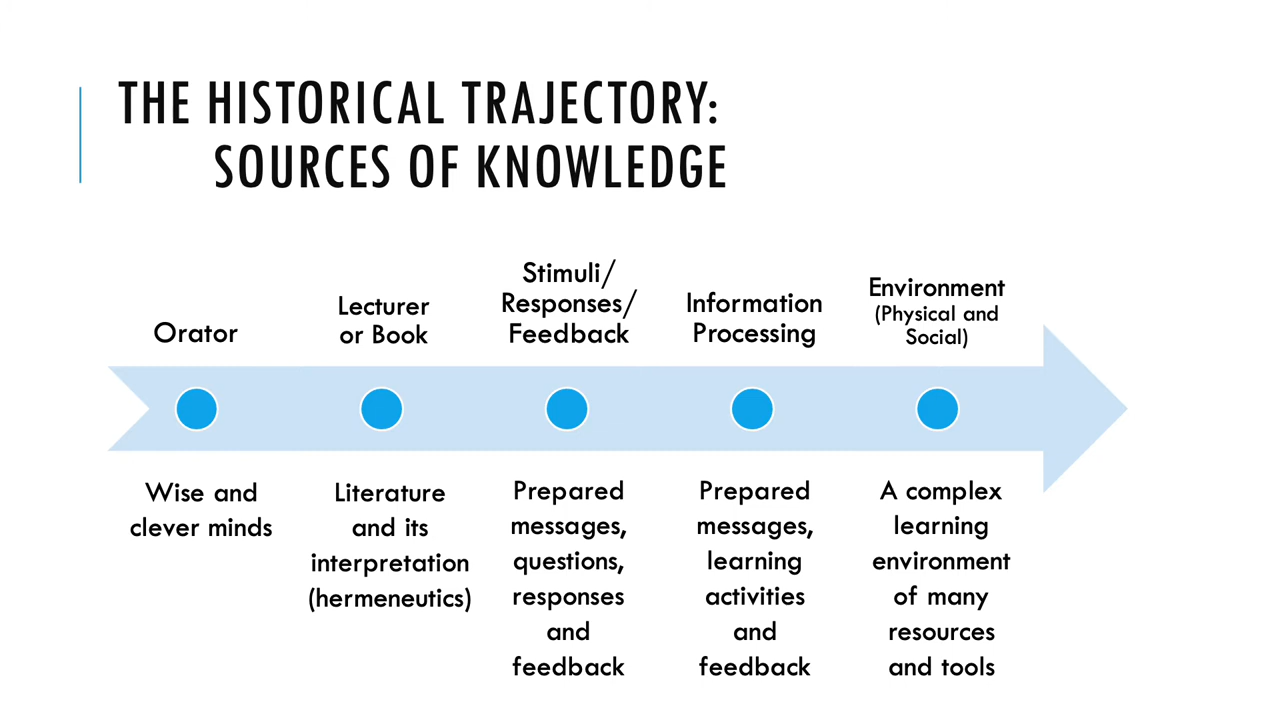 THE HISTORICAL TRAJECTORY:
SOURCES OF KNOWLEDGE
Orator
Lecturer
or Book
Stimuli/
Responses/
Feedback
Information
Processing
Environment
(Physical and
Social)
Wise and
clever minds
Literature
and its
interpretation
(hermeneutics)
Prepared
messages,
questions,
responses
and
feedback
Prepared
messages,
learning
activities
and
feedback
A complex
learning
environment
of many
resources
and tools